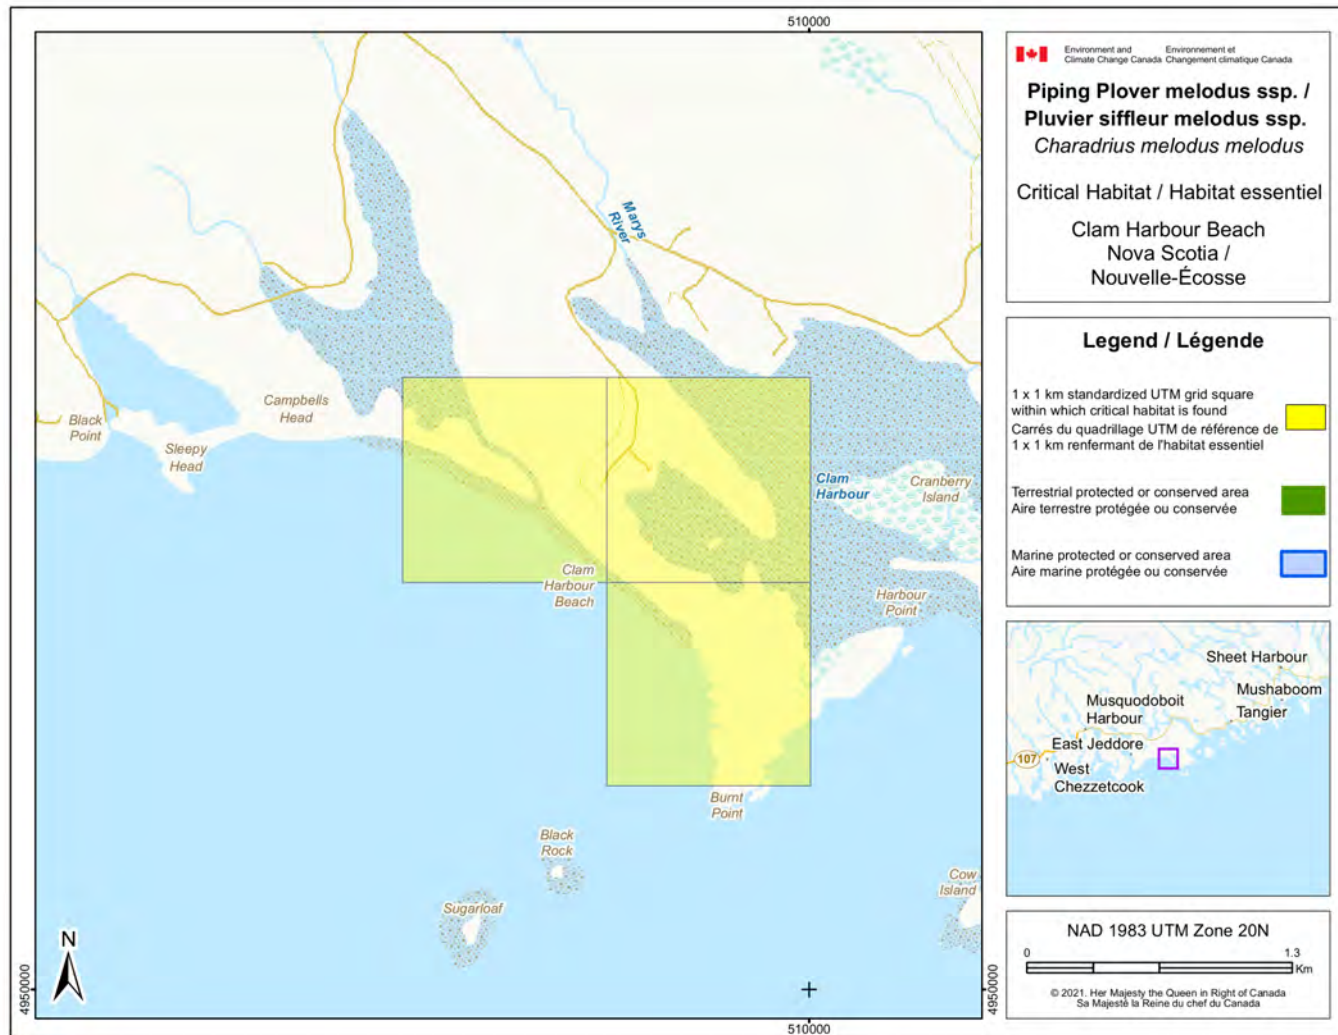 510000
Marys
River
Campbells
Head
Black
Point
Sleepy
Head
Clam
Harbour
Cranberry
Island
Clam
Harbour
Beach
Harbour
Point
Burnt
Point
Black
Rock
Cow
Island
Sugarloaf
N
4950000
4950000
510000
Environment and Environnement et
Climate Change Canada Changement climatique Canada
Piping Plover melodus ssp. /
Pluvier siffleur melodus ssp.
Charadrius melodus melodus
Critical Habitat / Habitat essentiel
Clam Harbour Beach
Nova Scotia /
Nouvelle-Écosse
Legend / Légende
1 x 1 km standardized UTM grid square
within which critical habitat is found
Carrés du quadrillage UTM de référence de
1 x 1 km renfermant de l'habitat essentiel
Terrestrial protected or conserved area
Aire terrestre protégée ou conservée
Marine protected or conserved area
Aire marine protégée ou conservée
Sheet Harbour
Mushaboom
Musquodoboit
Harbour
Tangier
East Jeddore
107
West
Chezzetcook
NAD 1983 UTM Zone 20N
0 1.3
Km
© 2021. Her Majesty the Queen in Right of Canada
Sa Majesté la Reine du chef du Canada